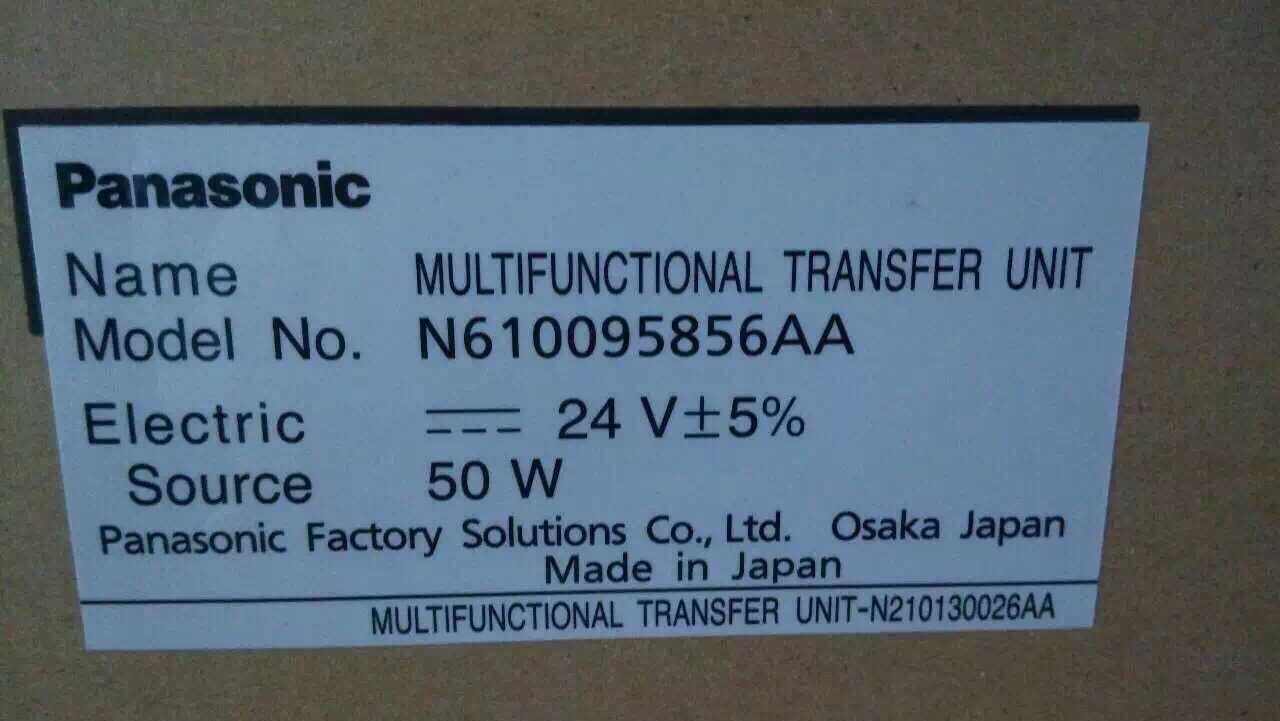 Panasonic
Name MULTIFUNCTIONAL TRANSFER UNIT
Model No. N610095856AA
Electric ⎓ 24 V±5%
Source 50 W
Panasonic Factory Solutions Co., Ltd. Osaka Japan
Made in Japan
MULTIFUNCTIONAL TRANSFER UNIT-N210130026AA